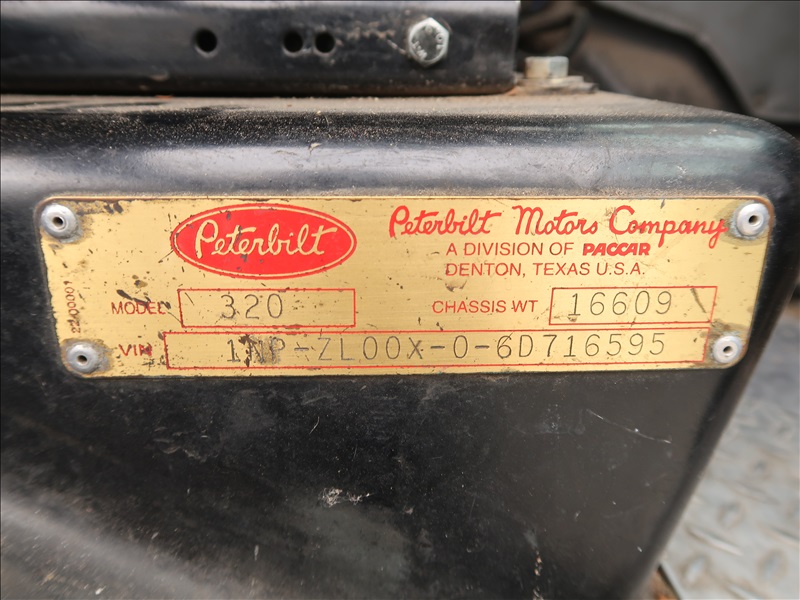 Peterbilt
Peterbilt Motors Company
A DIVISION OF PACCAR
DENTON, TEXAS U.S.A.
MODEL 320
CHASSIS WT 16609
VIN 1NP-ZL00X-0-6D716595